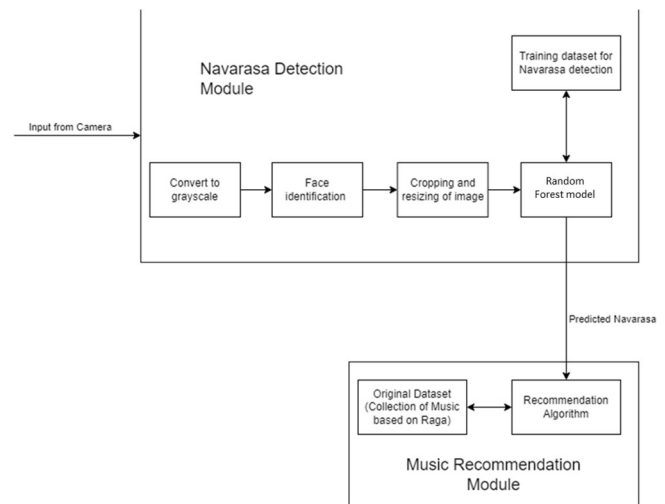 Navarasa Detection
Module
Training dataset for
Navarasa detection
Input from Camera
Convert to
grayscale
Face
identification
Cropping and
resizing of image
Random
Forest model
Predicted Navarasa
Original Dataset
(Collection of Music
based on Raga)
Recommendation
Algorithm
Music Recommendation
Module